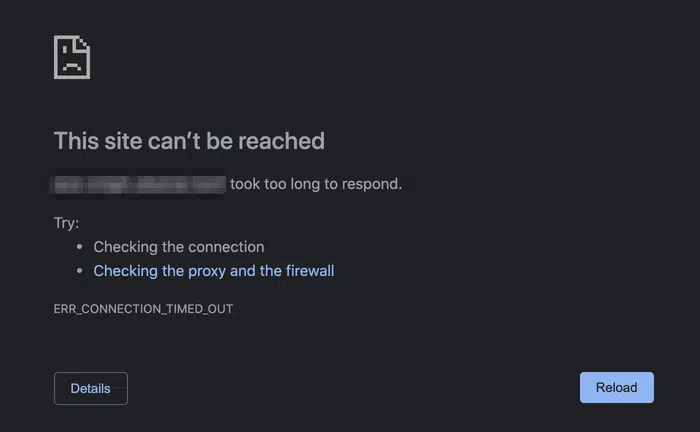 This site can’t be reached
took too long to respond.
Try:
Checking the connection
Checking the proxy and the firewall
ERR_CONNECTION_TIMED_OUT
Details
Reload